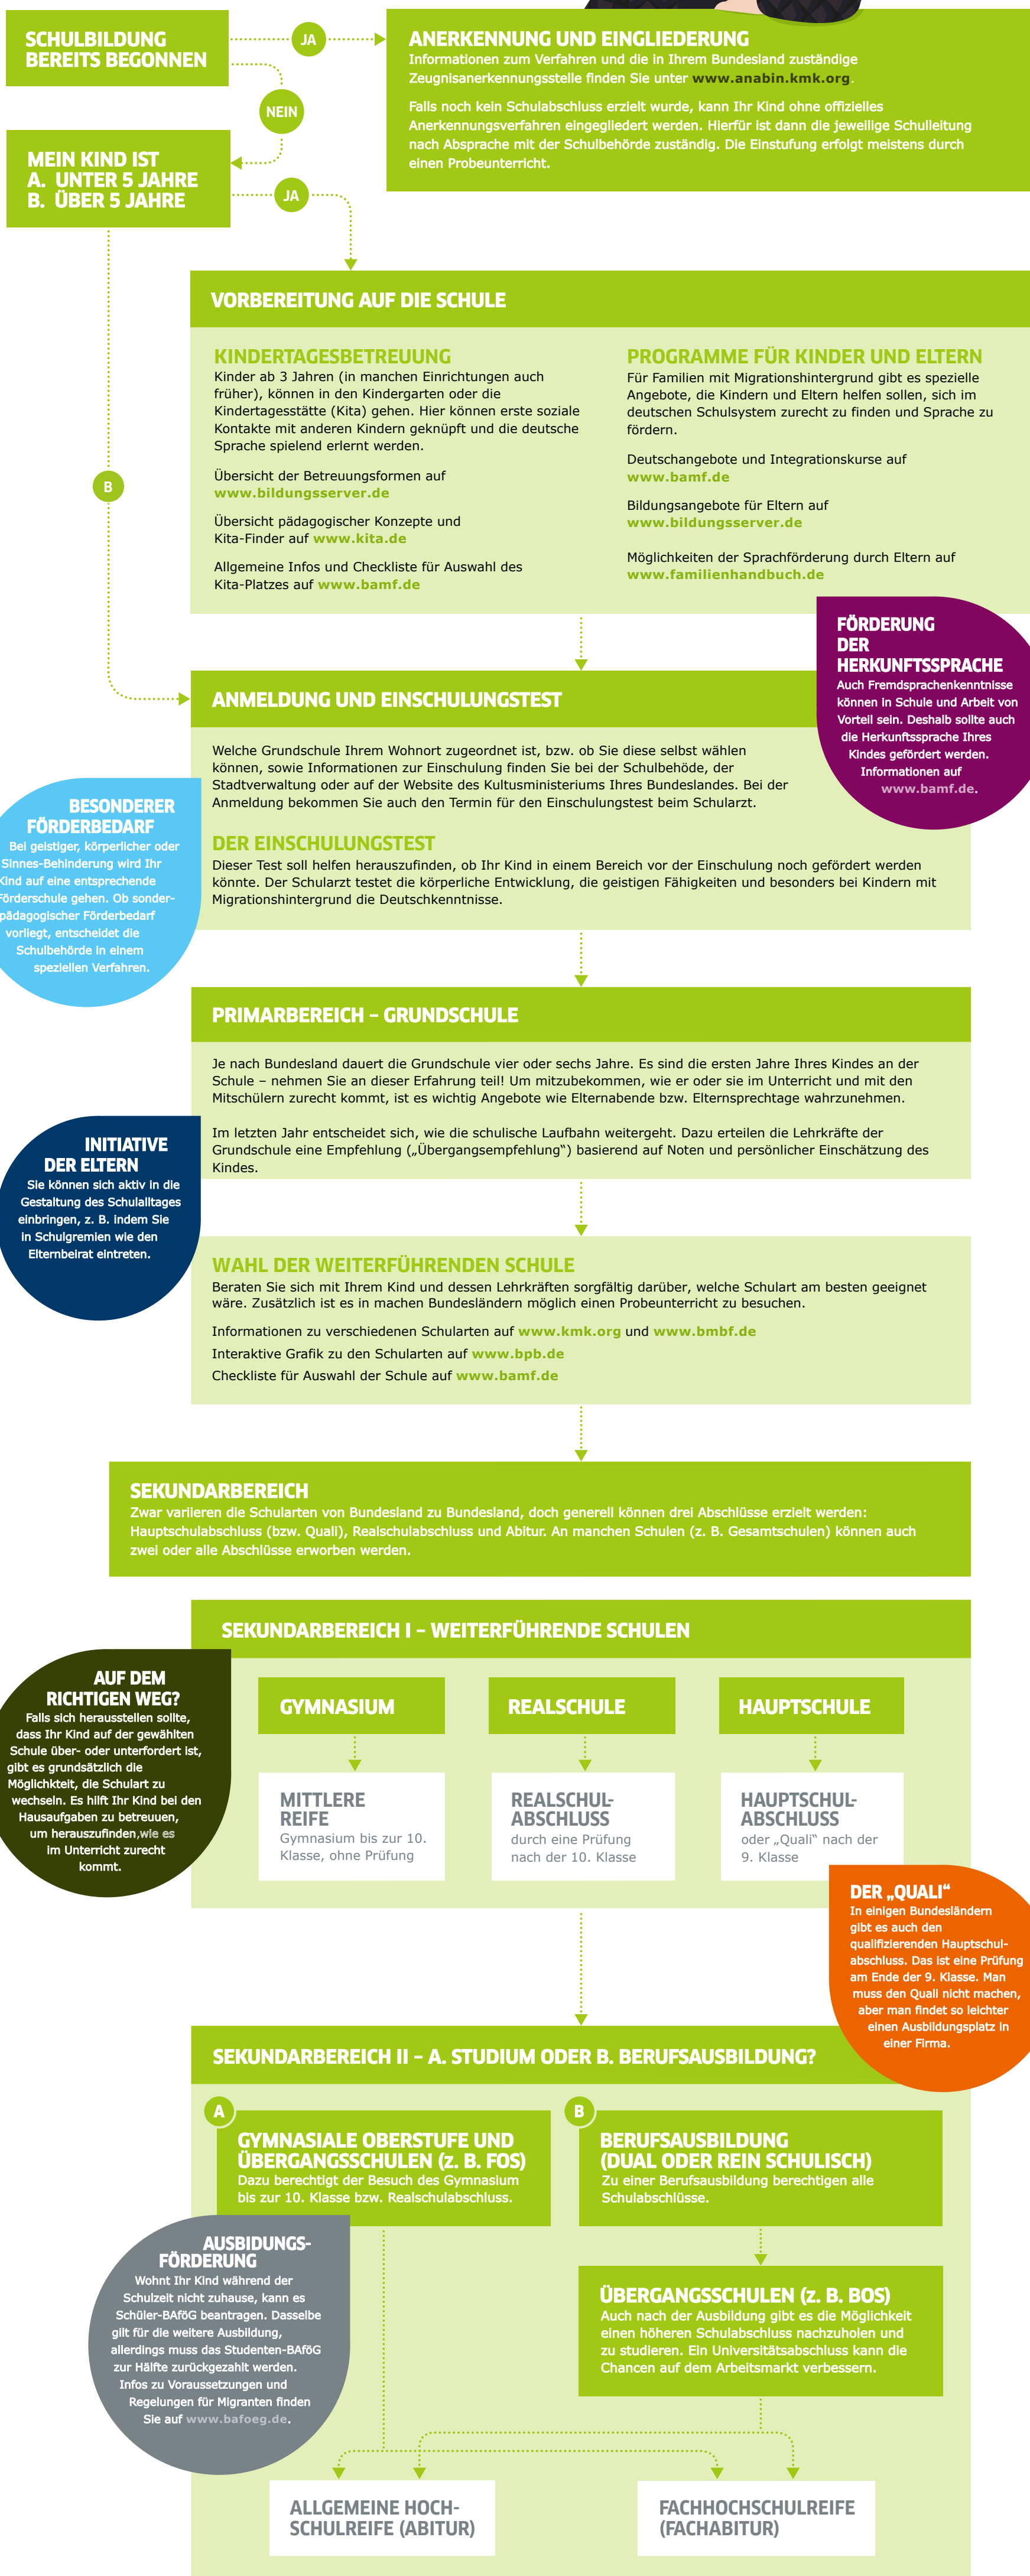 SCHULBILDUNG
BEREITS BEGONNEN
JA
NEIN
ANERKENNUNG UND EINGLIEDERUNG
Informationen zum Verfahren und die in Ihrem Bundesland zuständige
Zeugnisanerkennungsstelle finden Sie unter www.anabin.kmk.org.
Falls noch kein Schulabschluss erzielt wurde, kann Ihr Kind ohne offizielles
Anerkennungsverfahren eingegliedert werden. Hierfür ist dann die jeweilige Schulleitung
nach Absprache mit der Schulbehörde zuständig. Die Einstufung erfolgt meistens durch
einen Probeunterricht.
MEIN KIND IST
A. UNTER 5 JAHRE
B. ÜBER 5 JAHRE
JA
B
VORBEREITUNG AUF DIE SCHULE
KINDERTAGESBETREUUNG
Kinder ab 3 Jahren (in manchen Einrichtungen auch
früher), können in den Kindergarten oder die
Kindertagesstätte (Kita) gehen. Hier können erste soziale
Kontakte mit anderen Kindern geknüpft und die deutsche
Sprache spielend erlernt werden.
Übersicht der Betreuungsformen auf
www.bildungsserver.de
Übersicht pädagogischer Konzepte und
Kita-Finder auf www.kita.de
Allgemeine Infos und Checkliste für Auswahl des
Kita-Platzes auf www.bamf.de
PROGRAMME FÜR KINDER UND ELTERN
Für Familien mit Migrationshintergrund gibt es spezielle
Angebote, die Kindern und Eltern helfen sollen, sich im
deutschen Schulsystem zurecht zu finden und Sprache zu
fördern.
Deutschangebote und Integrationskurse auf
www.bamf.de
Bildungsangebote für Eltern auf
www.bildungsserver.de
Möglichkeiten der Sprachförderung durch Eltern auf
www.familienhandbuch.de
FÖRDERUNG
DER
HERKUNFTSSPRACHE
Auch Fremdsprachenkenntnisse
können in Schule und Arbeit von
Vorteil sein. Deshalb sollte auch
die Herkunftssprache Ihres
Kindes gefördert werden.
Informationen auf
www.bamf.de.
ANMELDUNG UND EINSCHULUNGSTEST
Welche Grundschule Ihrem Wohnort zugeordnet ist, bzw. ob Sie diese selbst wählen
können, sowie Informationen zur Einschulung finden Sie bei der Schulbehöde, der
Stadtverwaltung oder auf der Website des Kultusministeriums Ihres Bundeslandes. Bei der
Anmeldung bekommen Sie auch den Termin für den Einschulungstest beim Schularzt.
DER EINSCHULUNGSTEST
Dieser Test soll helfen herauszufinden, ob Ihr Kind in einem Bereich vor der Einschulung noch gefördert werden
könnte. Der Schularzt testet die körperliche Entwicklung, die geistigen Fähigkeiten und besonders bei Kindern mit
Migrationshintergrund die Deutschkenntnisse.
BESONDERER
FÖRDERBEDARF
Bei geistiger, körperlicher oder
Sinnes-Behinderung wird Ihr
Kind auf eine entsprechende
Förderschule gehen. Ob sonder-
pädagogischer Förderbedarf
vorliegt, entscheidet die
Schulbehörde in einem
speziellen Verfahren.
PRIMARBEREICH – GRUNDSCHULE
Je nach Bundesland dauert die Grundschule vier oder sechs Jahre. Es sind die ersten Jahre Ihres Kindes an der
Schule – nehmen Sie an dieser Erfahrung teil! Um mitzubekommen, wie er oder sie im Unterricht und mit den
Mitschülern zurecht kommt, ist es wichtig Angebote wie Elternabende bzw. Elternsprechtage wahrzunehmen.
Im letzten Jahr entscheidet sich, wie die schulische Laufbahn weitergeht. Dazu erteilen die Lehrkräfte der
Grundschule eine Empfehlung („Übergangsempfehlung“) basierend auf Noten und persönlicher Einschätzung des
Kindes.
INITIATIVE
DER ELTERN
Sie können sich aktiv in die
Gestaltung des Schulalltages
einbringen, z. B. indem Sie
in Schulgremien wie den
Elternbeirat eintreten.
WAHL DER WEITERFÜHRENDEN SCHULE
Beraten Sie sich mit Ihrem Kind und dessen Lehrkräften sorgfältig darüber, welche Schulart am besten geeignet
wäre. Zusätzlich ist es in machen Bundesländern möglich einen Probeunterricht zu besuchen.
Informationen zu verschiedenen Schularten auf www.kmk.org und www.bmbf.de
Interaktive Grafik zu den Schularten auf www.bpb.de
Checkliste für Auswahl der Schule auf www.bamf.de
SEKUNDARBEREICH
Zwar variieren die Schularten von Bundesland zu Bundesland, doch generell können drei Abschlüsse erzielt werden:
Hauptschulabschluss (bzw. Quali), Realschulabschluss und Abitur. An manchen Schulen (z. B. Gesamtschulen) können auch
zwei oder alle Abschlüsse erworben werden.
SEKUNDARBEREICH I – WEITERFÜHRENDE SCHULEN
AUF DEM
RICHTIGEN WEG?
Falls sich herausstellen sollte,
dass Ihr Kind auf der gewählten
Schule über- oder unterfordert ist,
gibt es grundsätzlich die
Möglichkteit, die Schulart zu
wechseln. Es hilft Ihr Kind bei den
Hausaufgaben zu betreuuen,
um herauszufinden,wie es
im Unterricht zurecht
kommt.
GYMNASIUM
MITTLERE
REIFE
Gymnasium bis zur 10.
Klasse, ohne Prüfung
REALSCHULE
REALSCHUL-
ABSCHLUSS
durch eine Prüfung
nach der 10. Klasse
HAUPTSCHULE
HAUPTSCHUL-
ABSCHLUSS
oder „Quali“ nach der
9. Klasse
DER „QUALI“
In einigen Bundesländern
gibt es auch den
qualifizierenden Hauptschul-
abschluss. Das ist eine Prüfung
am Ende der 9. Klasse. Man
muss den Quali nicht machen,
aber man findet so leichter
einen Ausbildungsplatz in
einer Firma.
SEKUNDARBEREICH II – A. STUDIUM ODER B. BERUFSAUSBILDUNG?
A
GYMNASIALE OBERSTUFE UND
ÜBERGANGSSCHULEN (z. B. FOS)
Dazu berechtigt der Besuch des Gymnasium
bis zur 10. Klasse bzw. Realschulabschluss.
B
BERUFSAUSBILDUNG
(DUAL ODER REIN SCHULISCH)
Zu einer Berufsausbildung berechtigen alle
Schulabschlüsse.
AUSBIDUNGS-
FÖRDERUNG
Wohnt Ihr Kind während der
Schulzeit nicht zuhause, kann es
Schüler-BAföG beantragen. Dasselbe
gilt für die weitere Ausbildung,
allerdings muss das Studenten-BAföG
zur Hälfte zurückgezahlt werden.
Infos zu Voraussetzungen und
Regelungen für Migranten finden
Sie auf www.bafoeg.de.
ÜBERGANGSSCHULEN (z. B. BOS)
Auch nach der Ausbildung gibt es die Möglichkeit
einen höheren Schulabschluss nachzuholen und
zu studieren. Ein Universitätsabschluss kann die
Chancen auf dem Arbeitsmarkt verbessern.
ALLGEMEINE HOCH-
SCHULREIFE (ABITUR)
FACHHOCHSCHULREIFE
(FACHABITUR)